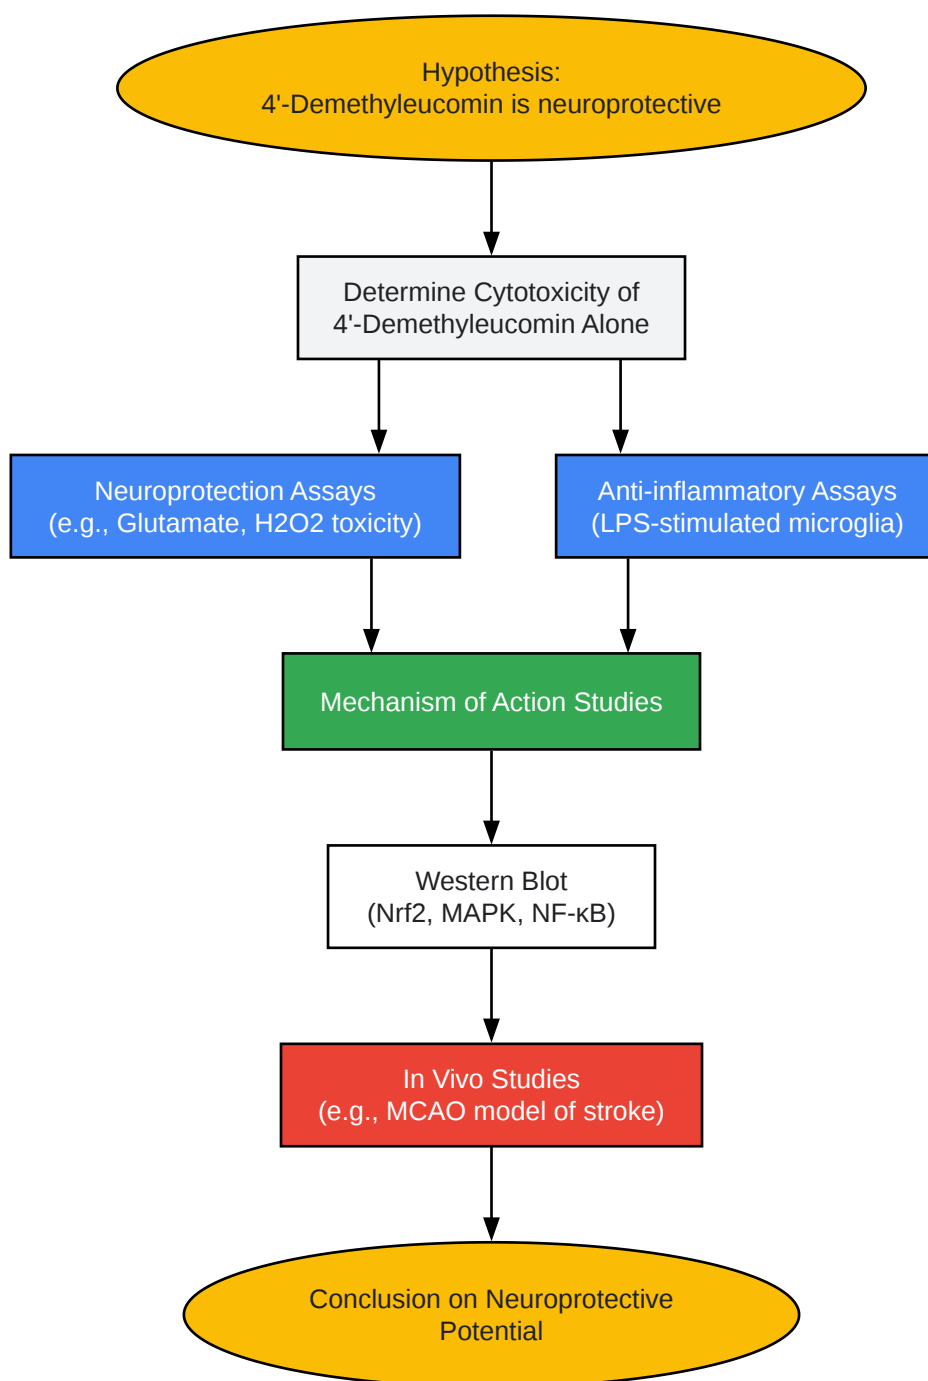 Hypothesis:
4'-Demethyleucomin is neuroprotective
Determine Cytotoxicity of
4'-Demethyleucomin Alone
Neuroprotection Assays
(e.g., Glutamate, H2O2 toxicity)
Anti-inflammatory Assays
(LPS-stimulated microglia)
Mechanism of Action Studies
Western Blot
(Nrf2, MAPK, NF-κB)
In Vivo Studies
(e.g., MCAO model of stroke)
Conclusion on Neuroprotective
Potential